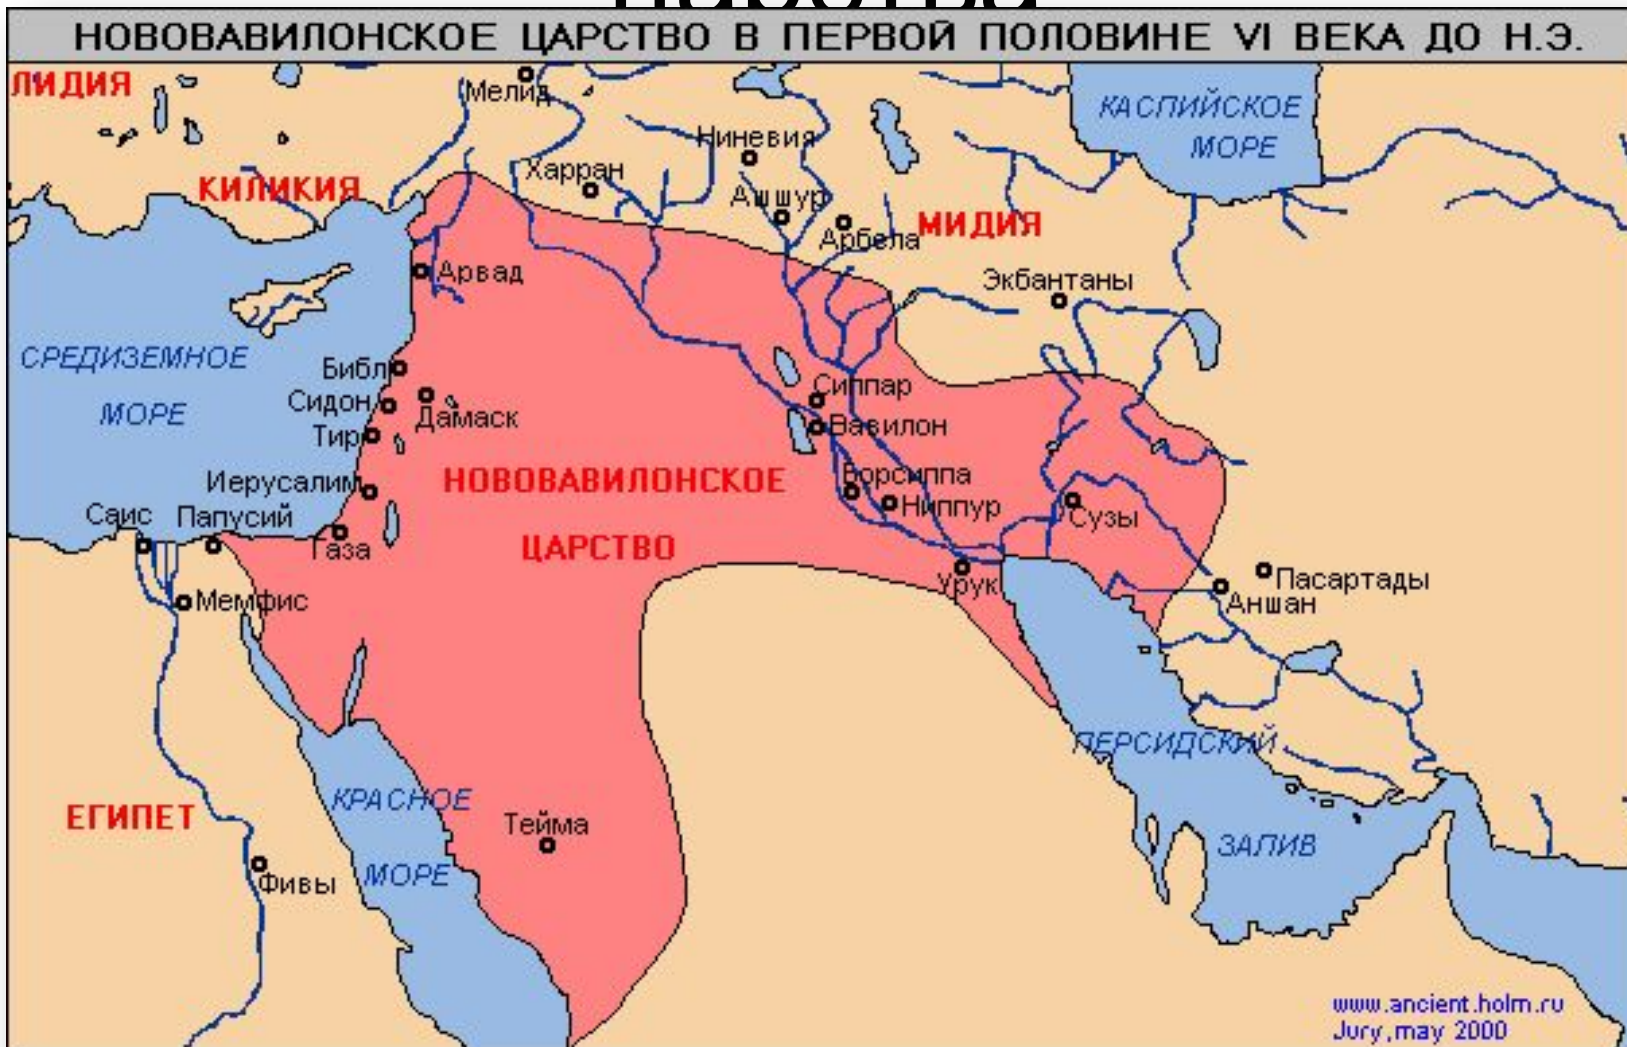 НОВОВАВИЛОНСКОЕ ЦАРСТВО В ПЕРВОЙ ПОЛОВИНЕ VI ВЕКА ДО Н.Э.
ЛИДИЯ
Мелид
КАСПИЙСКОЕ
МОРЕ
Ниневия
Харран
КИЛИКИЯ
Ашшур
МИДИЯ
Арбела
Арвад
Экбантаны
СРЕДИЗЕМНОЕ
МОРЕ
Библ
Сидон
Дамаск
Тир
Сиппар
Вавилон
Иерусалим
НОВОВАВИЛОНСКОЕ
ЦАРСТВО
Борсиппа
Ниппур
Сузы
Саис
Папусий
Газа
Урук
Пасартады
Аншан
Мемфис
ПЕРСИДСКИЙ
ЗАЛИВ
КРАСНОЕ
МОРЕ
ЕГИПЕТ
Тейма
Фивы
www.ancient.holm.ru
Jury,may 2000